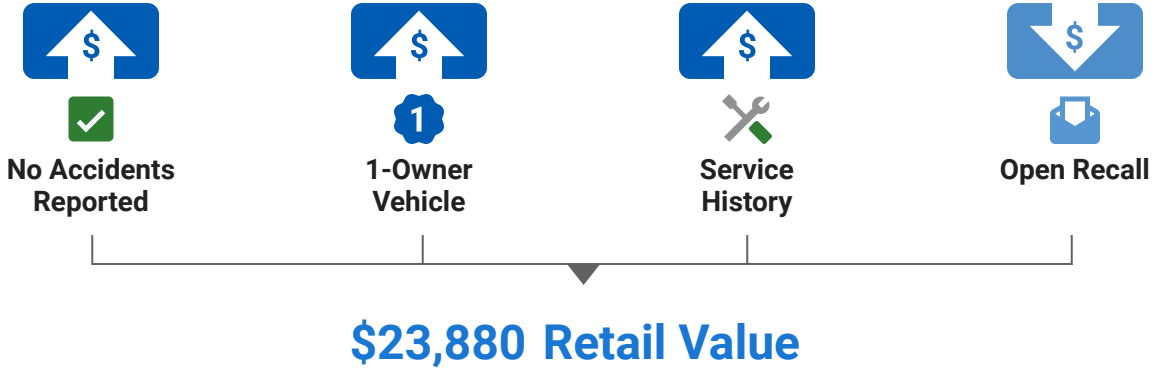 $ $ $ $
1
No Accidents Reported
1-Owner Vehicle
Service History
Open Recall
$23,880 Retail Value